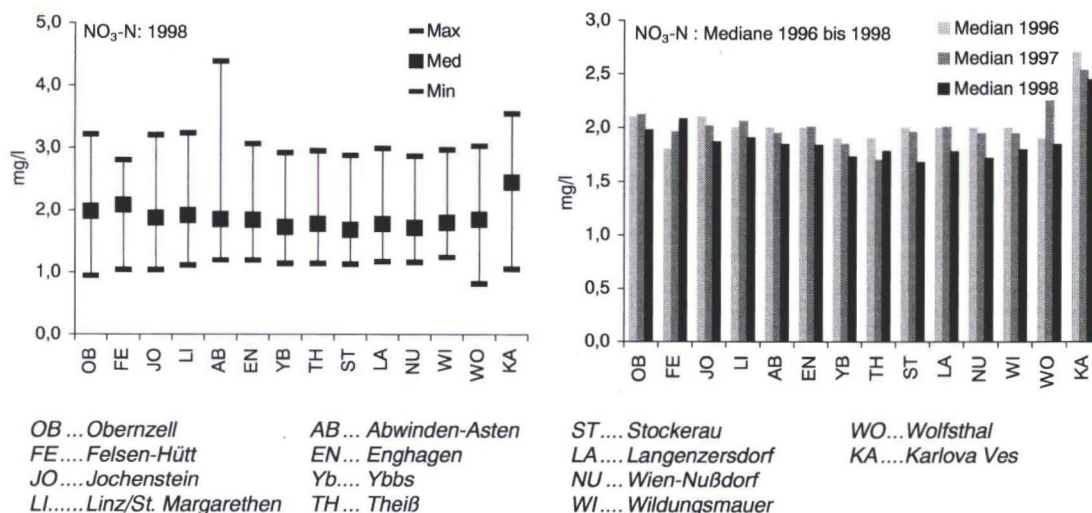 NO₃-N: 1998
Max
Med
Min
mg/l
5,0
4,0
3,0
2,0
1,0
0,0
OB FE JO LI AB EN YB TH ST LA NU WI WO KA
NO₃-N : Mediane 1996 bis 1998
Median 1996
Median 1997
Median 1998
mg/l
3,0
2,5
2,0
1,5
1,0
0,5
0,0
OB FE JO LI AB EN YB TH ST LA NU WI WO KA
OB ... Obernzell
FE .... Felsen-Hütt
JO .... Jochenstein
LI...... Linz/St. Margarethen
AB ... Abwinden-Asten
EN ... Enghagen
Yb.... Ybbs
TH ... Theiß
ST .... Stockerau
LA .... Langenzersdorf
NU ... Wien-Nußdorf
WI .... Wildungsmauer
WO...Wolfsthal
KA ....Karlova Ves